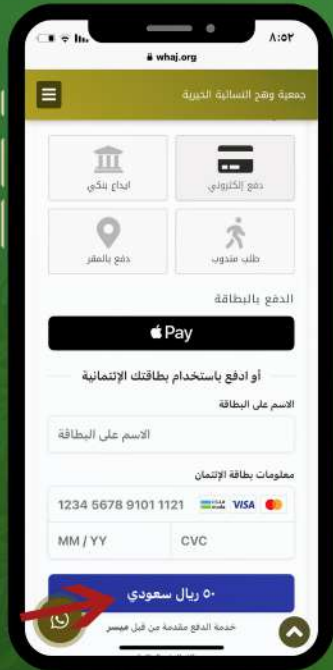 ٨:٥٢
whaj.org
جمعية وهج النسائية الخيرية
دفع إلكتروني
ايداع بنكي
طلب مندوب
دفع بالمقر
الدفع بالبطاقة
Pay
أو ادفع باستخدام بطاقتك الإئتمانية
الاسم على البطاقة
الاسم على البطاقة
معلومات بطاقة الإئتمان
1234 5678 9101 1121 mada VISA
MM / YY CVC
٥٠ ريال سعودي
خدمة الدفع مقدمة من قبل ميسر